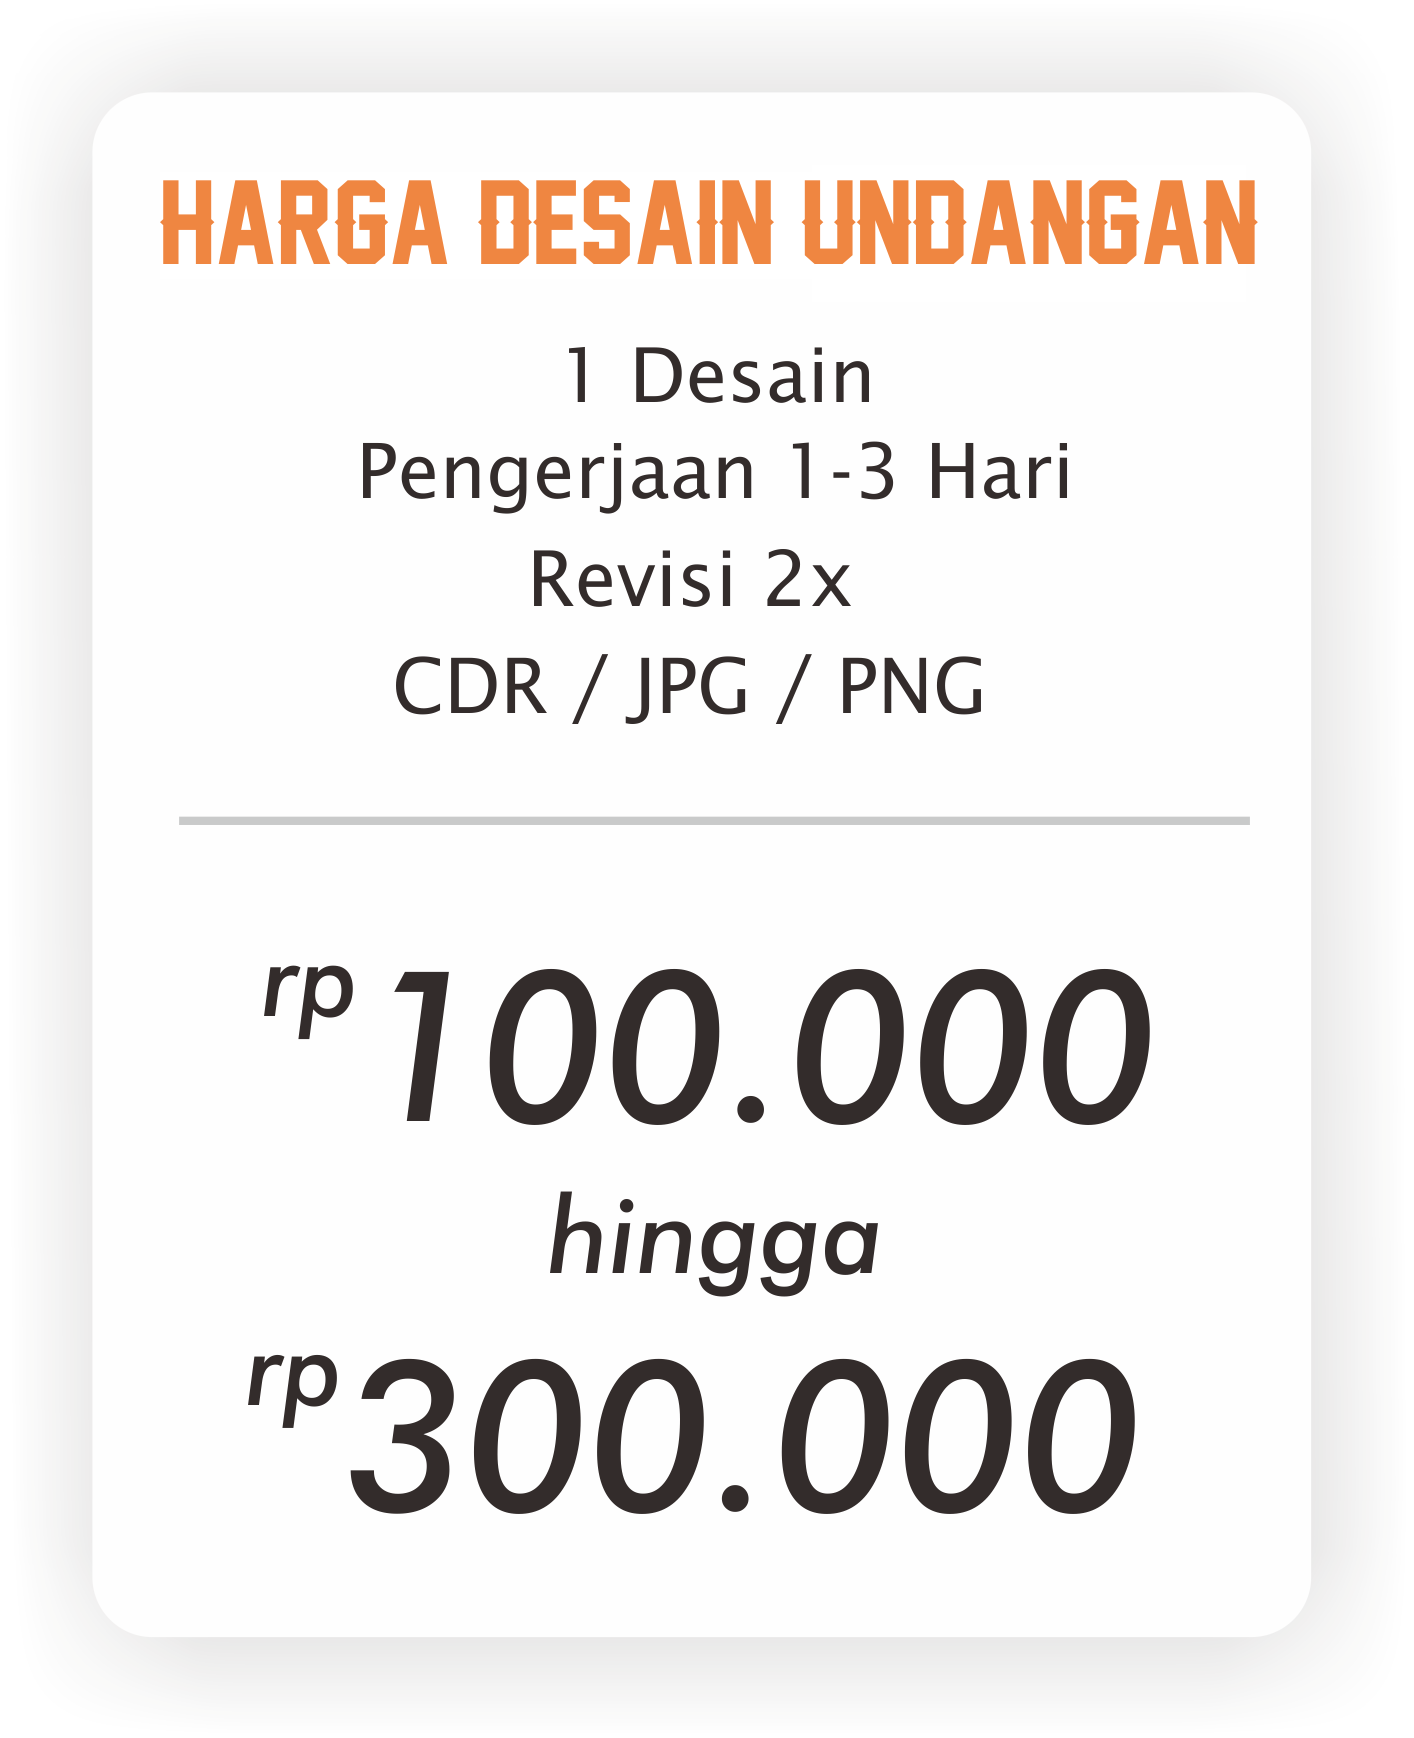 HARGA DESAIN UNDANGAN
1 Desain
Pengerjaan 1-3 Hari
Revisi 2x
CDR / JPG / PNG
rp 100.000
hingga
rp 300.000